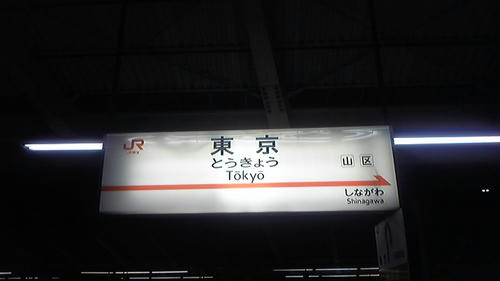 JR
東京
とうきょう
Tōkyō
山 区
しながわ
Shinagawa